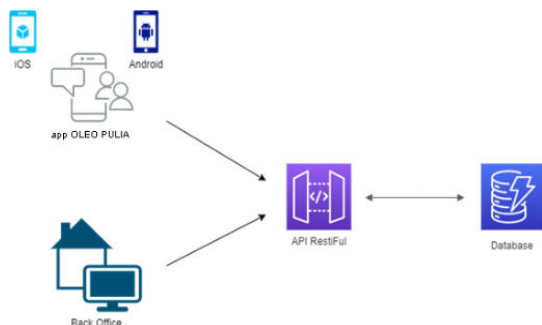 iOS
Android
app OLEO PULIA
API RestiFul
Database
Back Office